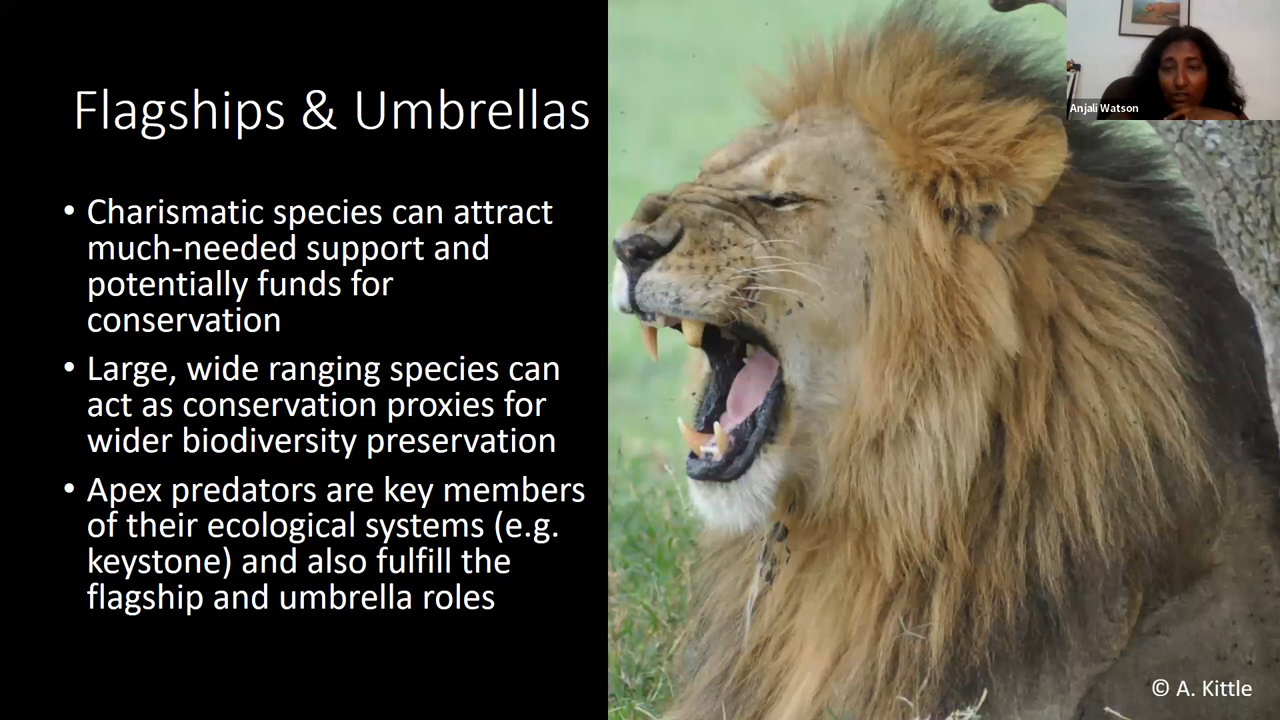 Flagships & Umbrellas
• Charismatic species can attract
much-needed support and
potentially funds for
conservation
• Large, wide ranging species can
act as conservation proxies for
wider biodiversity preservation
• Apex predators are key members
of their ecological systems (e.g.
keystone) and also fulfill the
flagship and umbrella roles
Anjali Watson
© A. Kittle